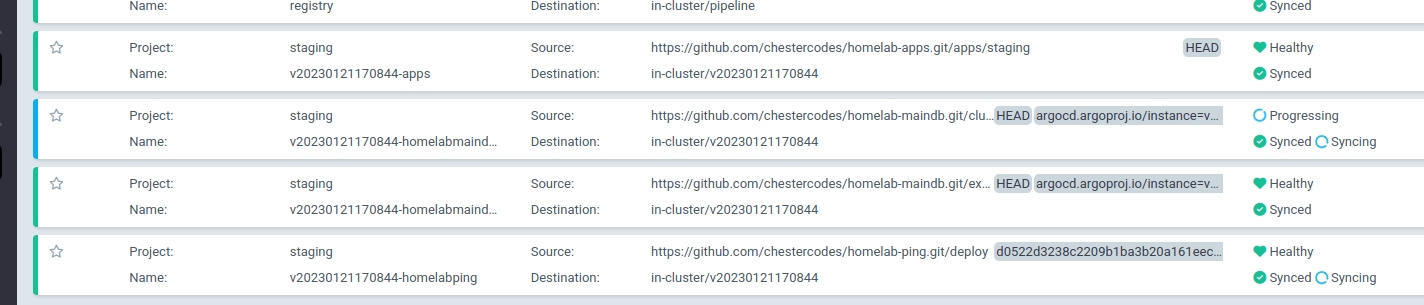 Name: registry Destination: in-cluster/pipeline Synced
Project: staging Source: https://github.com/chestercodes/homelab-apps.git/apps/staging HEAD Healthy
Name: v20230121170844-apps Destination: in-cluster/v20230121170844 Synced
Project: staging Source: https://github.com/chestercodes/homelab-maindb.git/clu... HEAD argocd.argoproj.io/instance=v... Progressing
Name: v20230121170844-homelabmaind... Destination: in-cluster/v20230121170844 Synced Syncing
Project: staging Source: https://github.com/chestercodes/homelab-maindb.git/ex... HEAD argocd.argoproj.io/instance=v... Healthy
Name: v20230121170844-homelabmaind... Destination: in-cluster/v20230121170844 Synced
Project: staging Source: https://github.com/chestercodes/homelab-ping.git/deploy d0522d3238c2209b1ba3b20a161eec... Healthy
Name: v20230121170844-homelabping Destination: in-cluster/v20230121170844 Synced Syncing